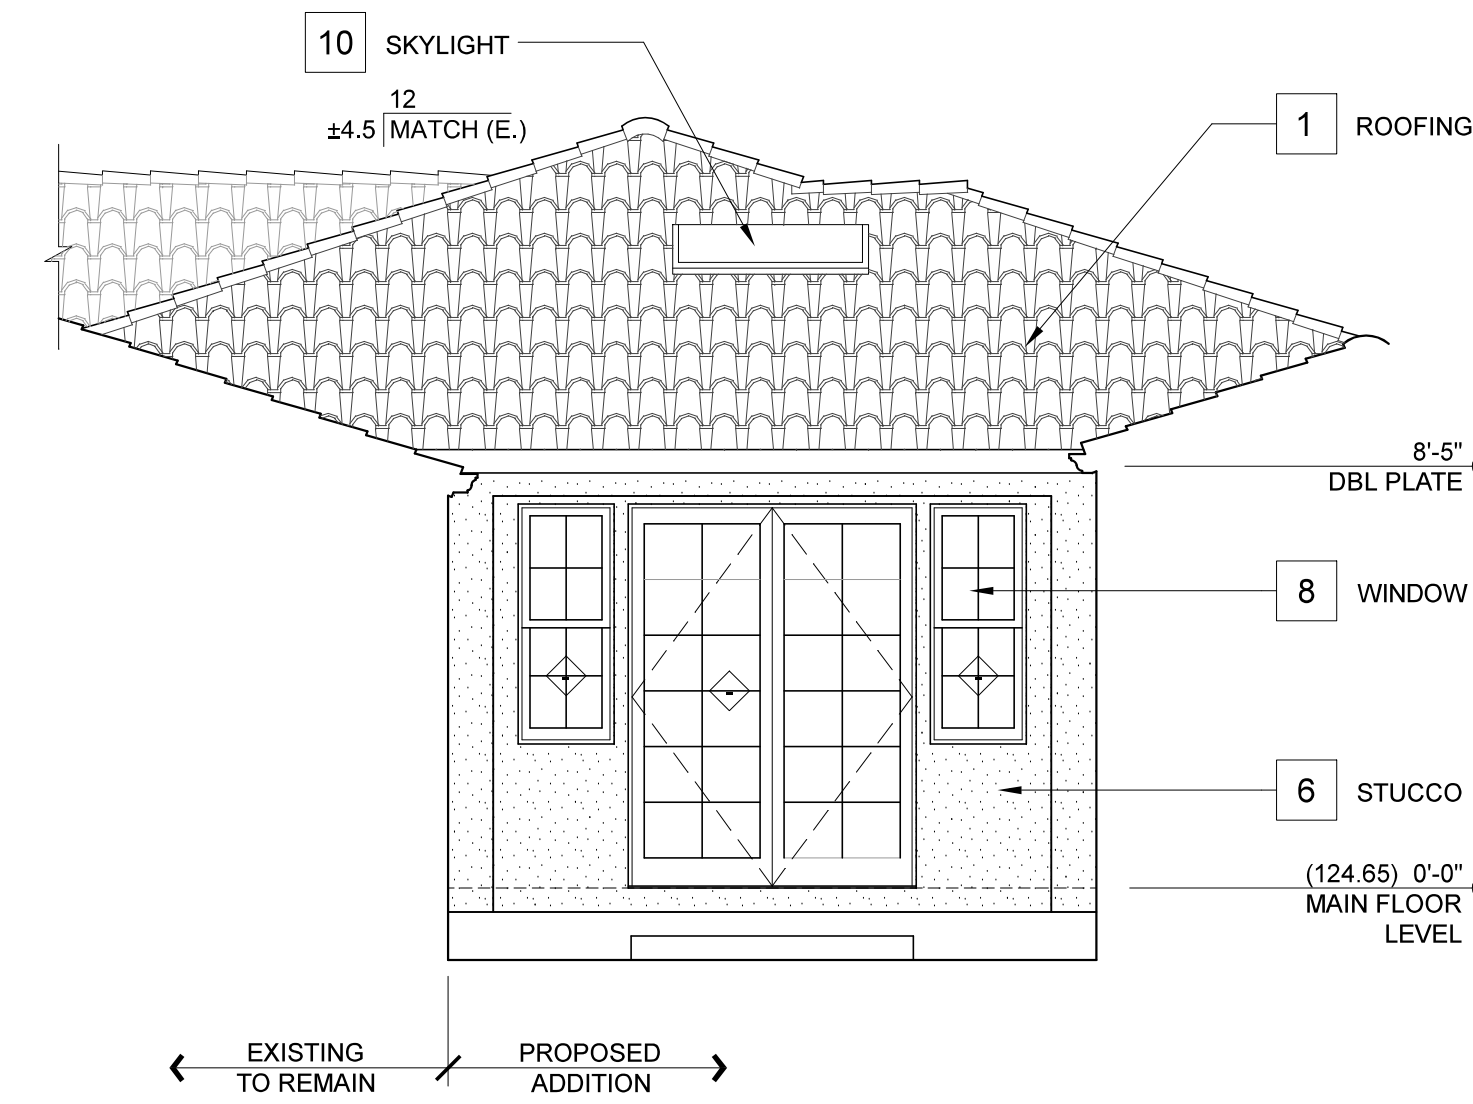 10 SKYLIGHT
12
±4.5 MATCH (E.)
1 ROOFING
8'-5"
DBL PLATE
8 WINDOW
6 STUCCO
(124.65) 0'-0"
MAIN FLOOR
LEVEL
EXISTING
TO REMAIN
PROPOSED
ADDITION